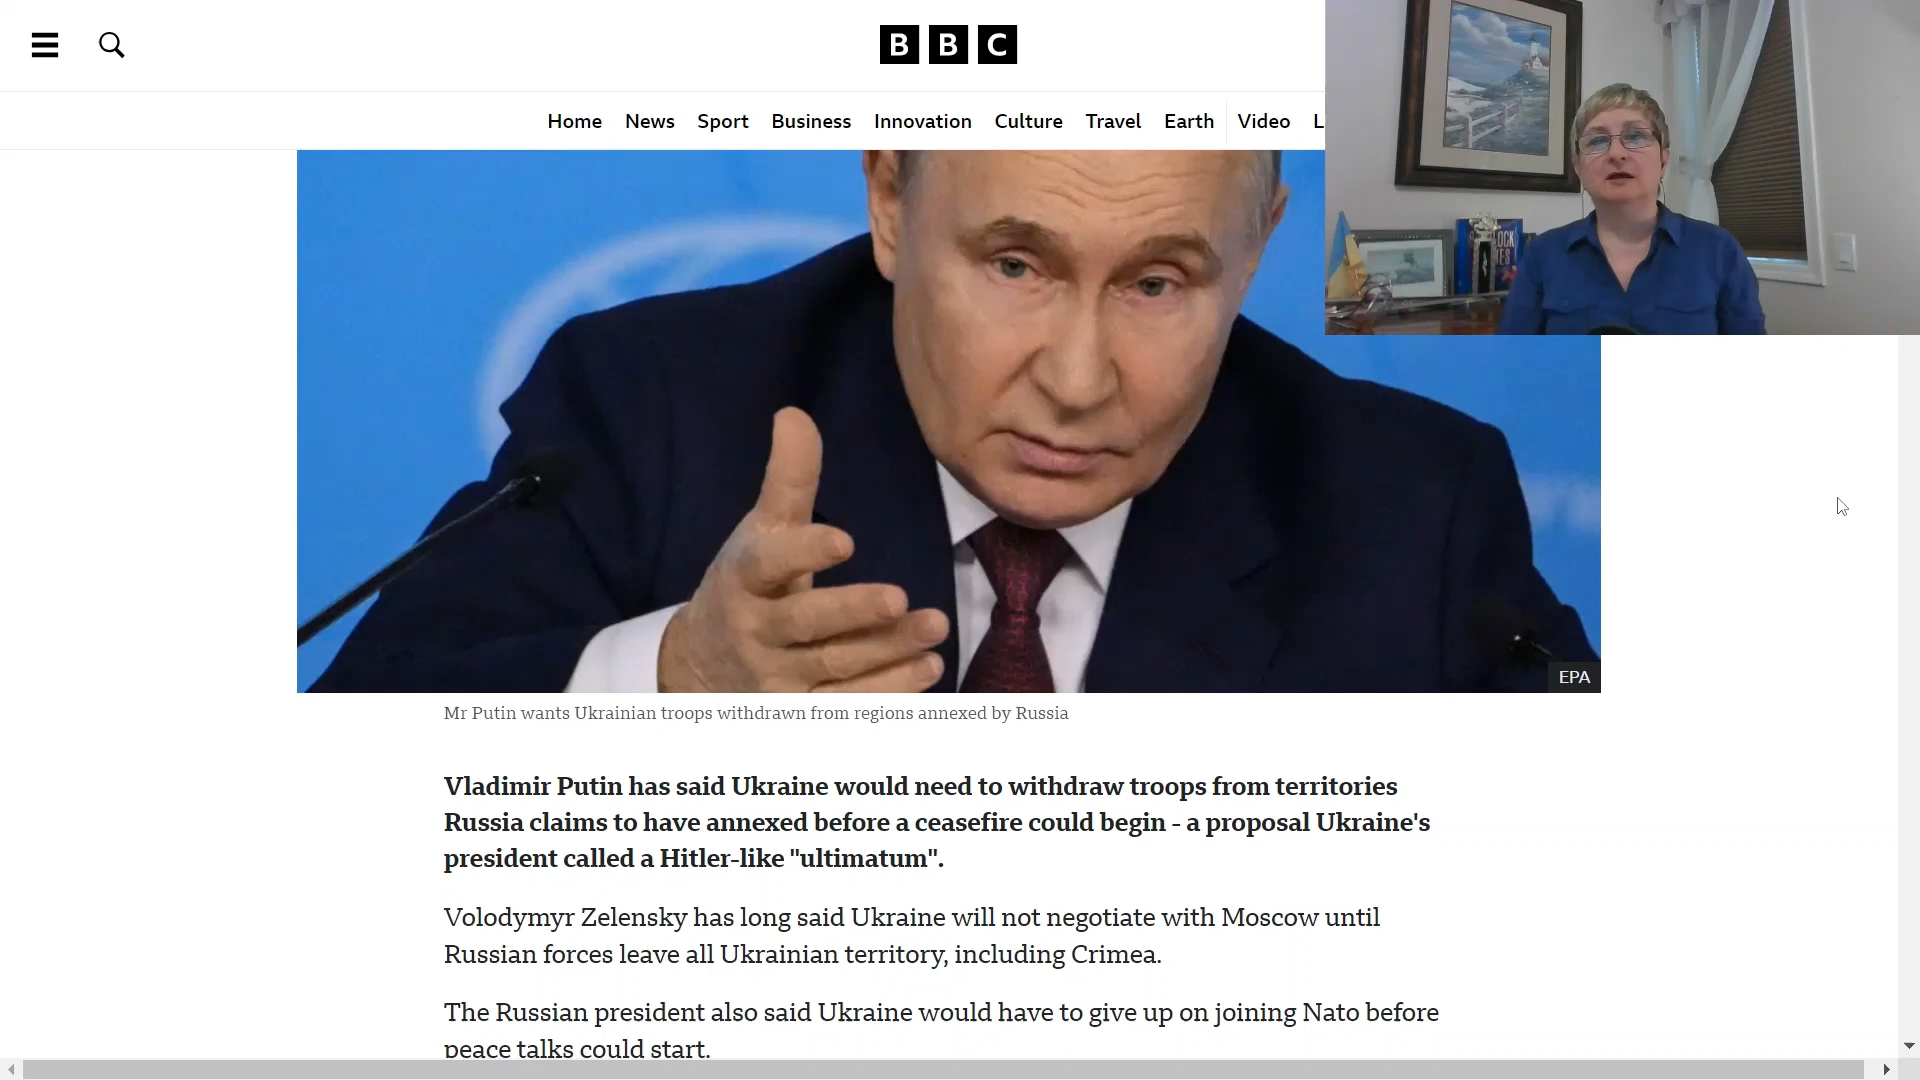 BBC
Home News Sport Business Innovation Culture Travel Earth Video L
OCK
ES
EPA
Mr Putin wants Ukrainian troops withdrawn from regions annexed by Russia
Vladimir Putin has said Ukraine would need to withdraw troops from territories
Russia claims to have annexed before a ceasefire could begin - a proposal Ukraine's
president called a Hitler-like "ultimatum".
Volodymyr Zelensky has long said Ukraine will not negotiate with Moscow until
Russian forces leave all Ukrainian territory, including Crimea.
The Russian president also said Ukraine would have to give up on joining Nato before
peace talks could start.